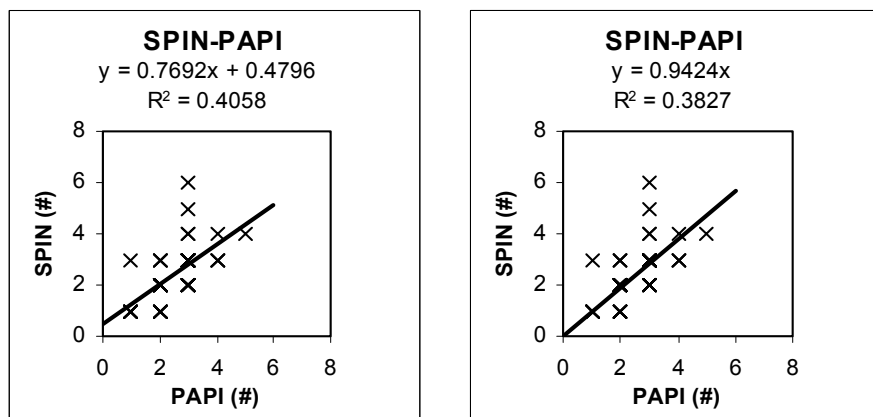 SPIN-PAPI
y = 0.7692x + 0.4796
R² = 0.4058
8
6
4
2
0
SPIN (#)
0 2 4 6 8
PAPI (#)
SPIN-PAPI
y = 0.9424x
R² = 0.3827
8
6
4
2
0
SPIN (#)
0 2 4 6 8
PAPI (#)